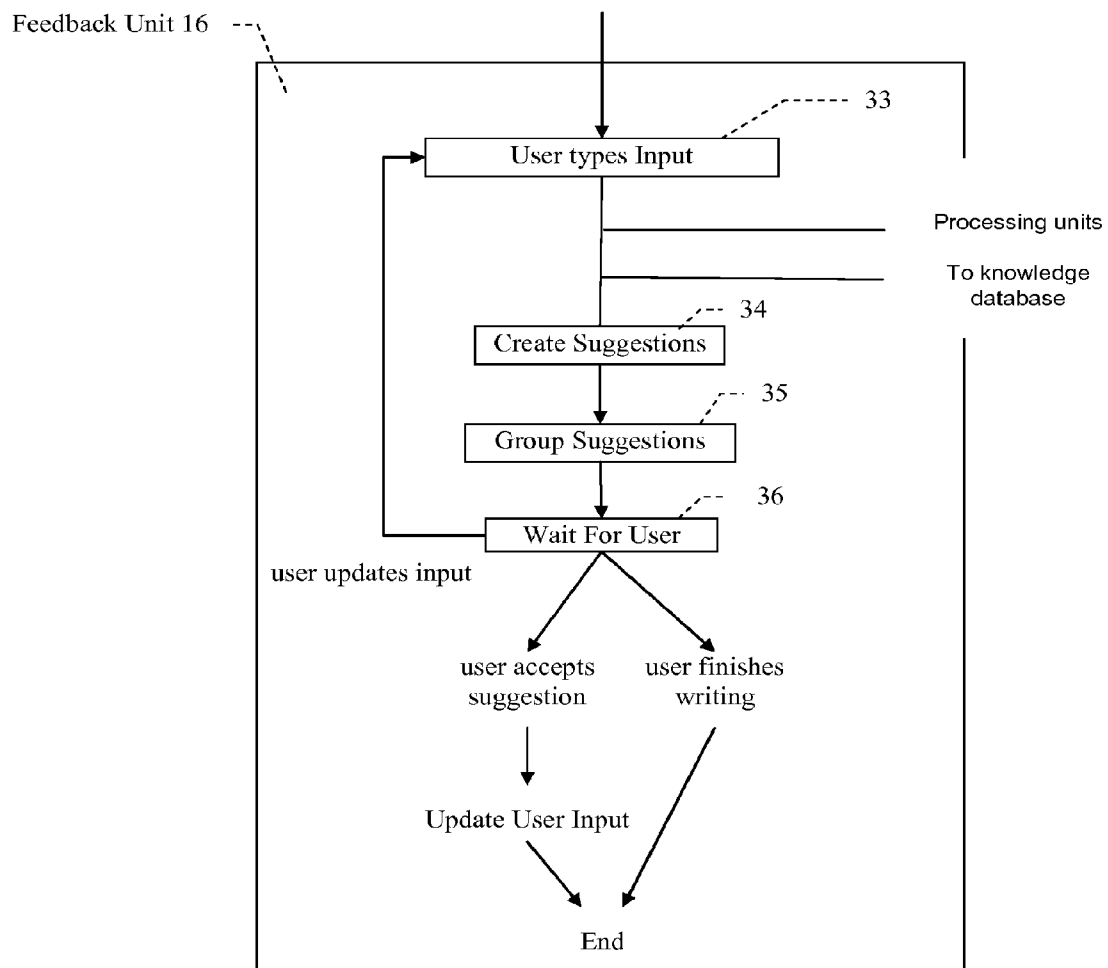 Feedback Unit 16
33
User types Input
Processing units
To knowledge
database
34
Create Suggestions
35
Group Suggestions
36
Wait For User
user updates input
user accepts
suggestion
user finishes
writing
Update User Input
End